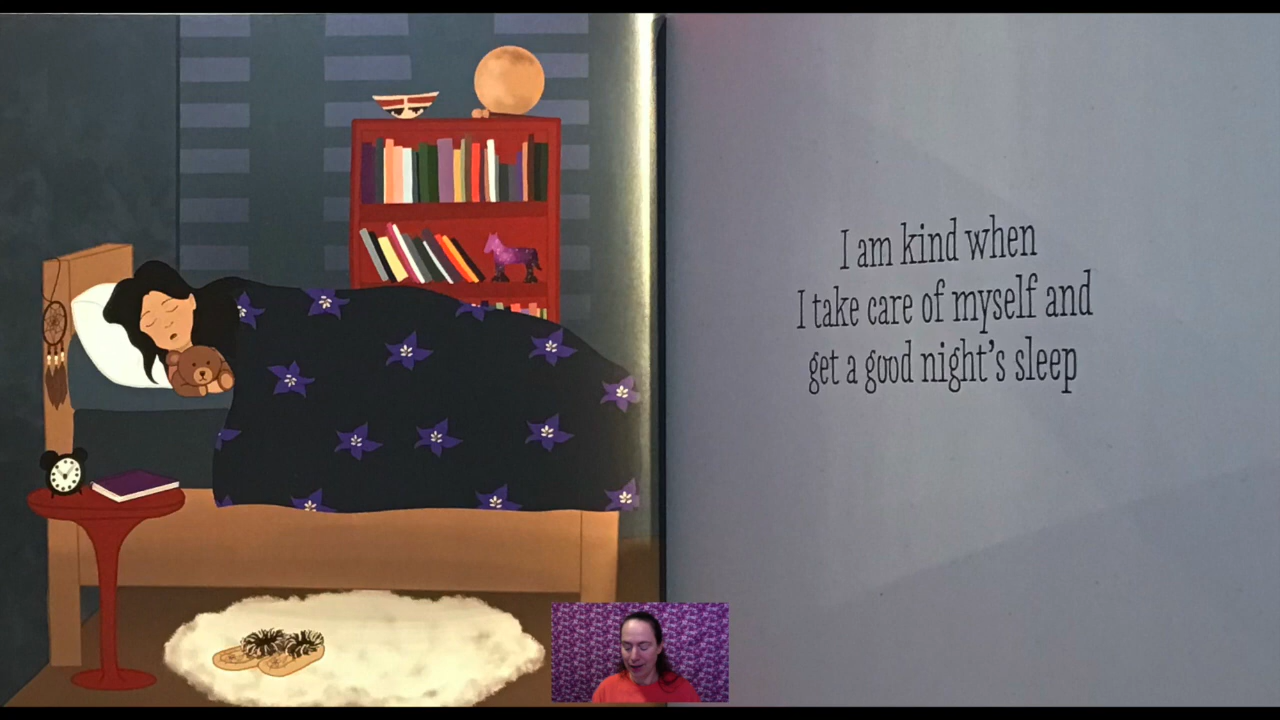 I am kind when
I take care of myself and
get a good night's sleep